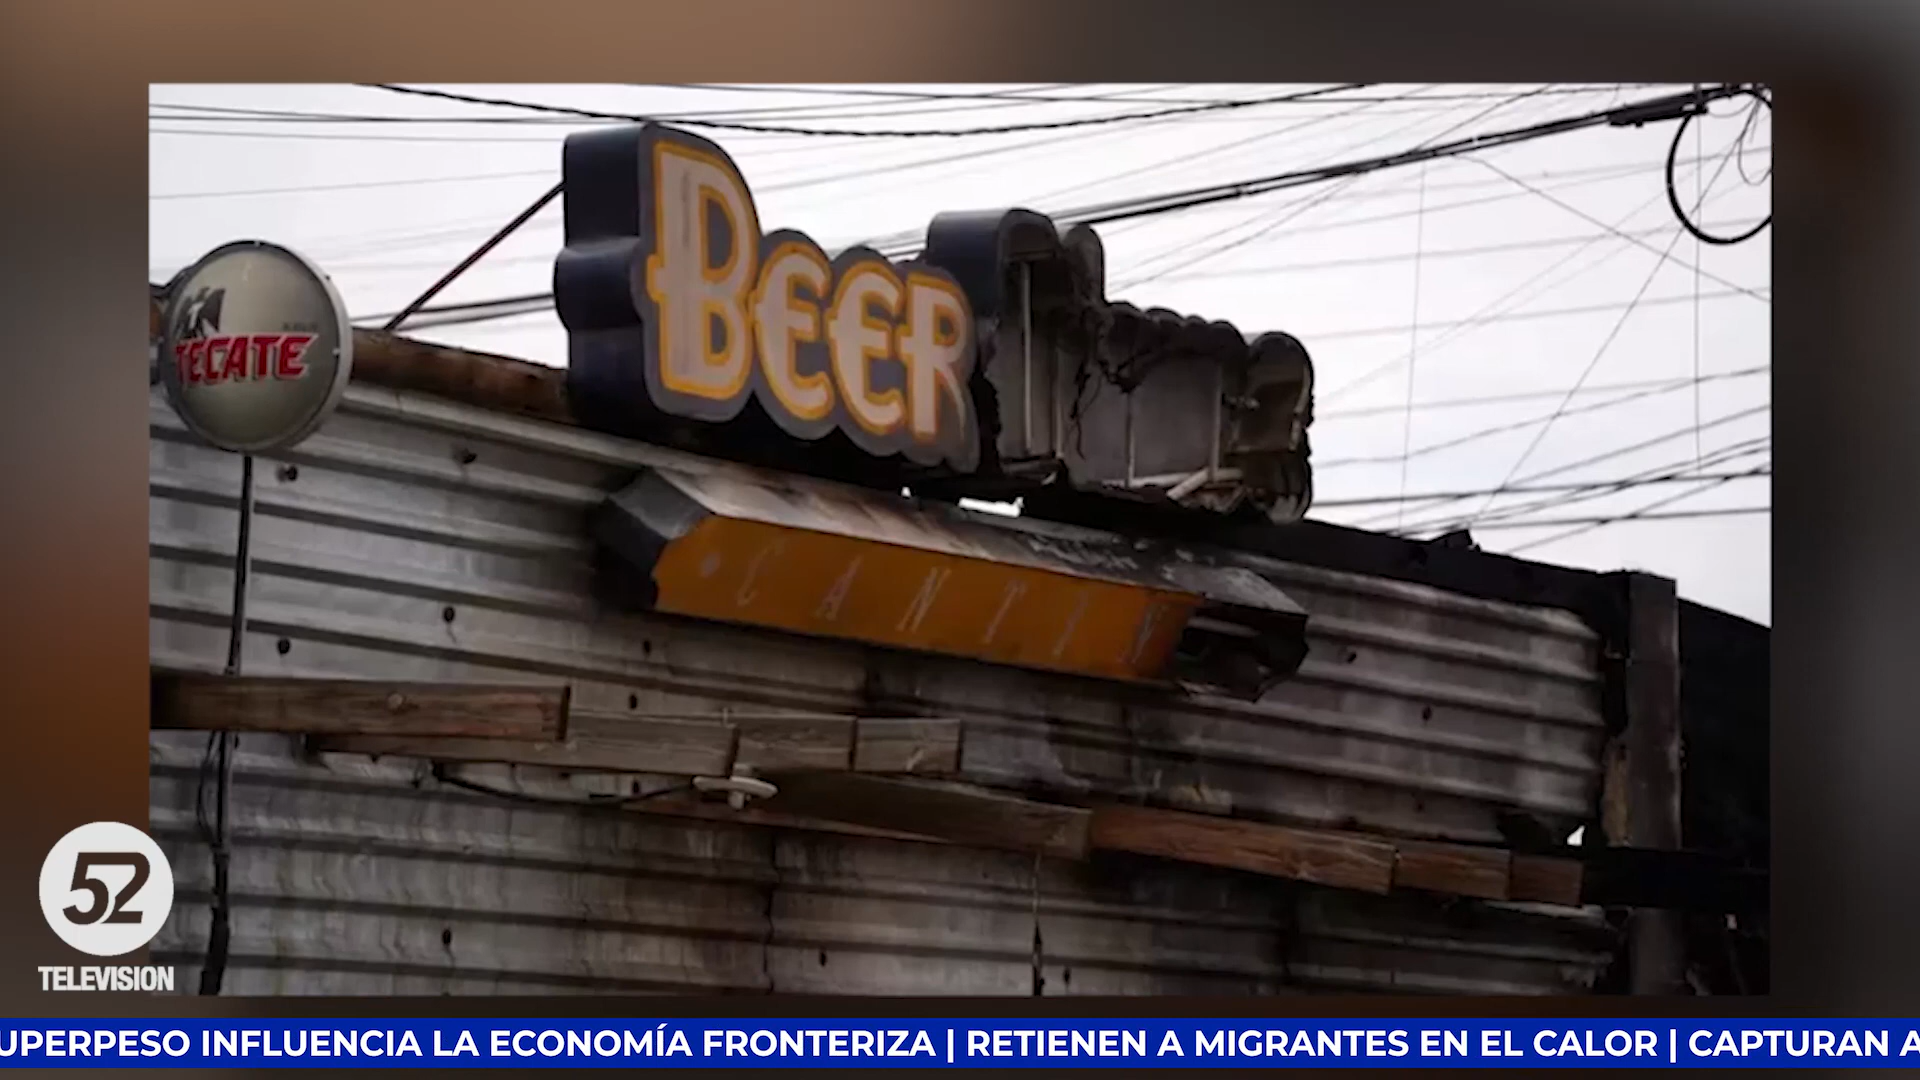 BEER
TECATE
CANTIN
52
TELEVISION
UPERPESO INFLUENCIA LA ECONOMÍA FRONTERIZA | RETIENEN A MIGRANTES EN EL CALOR | CAPTURAN A